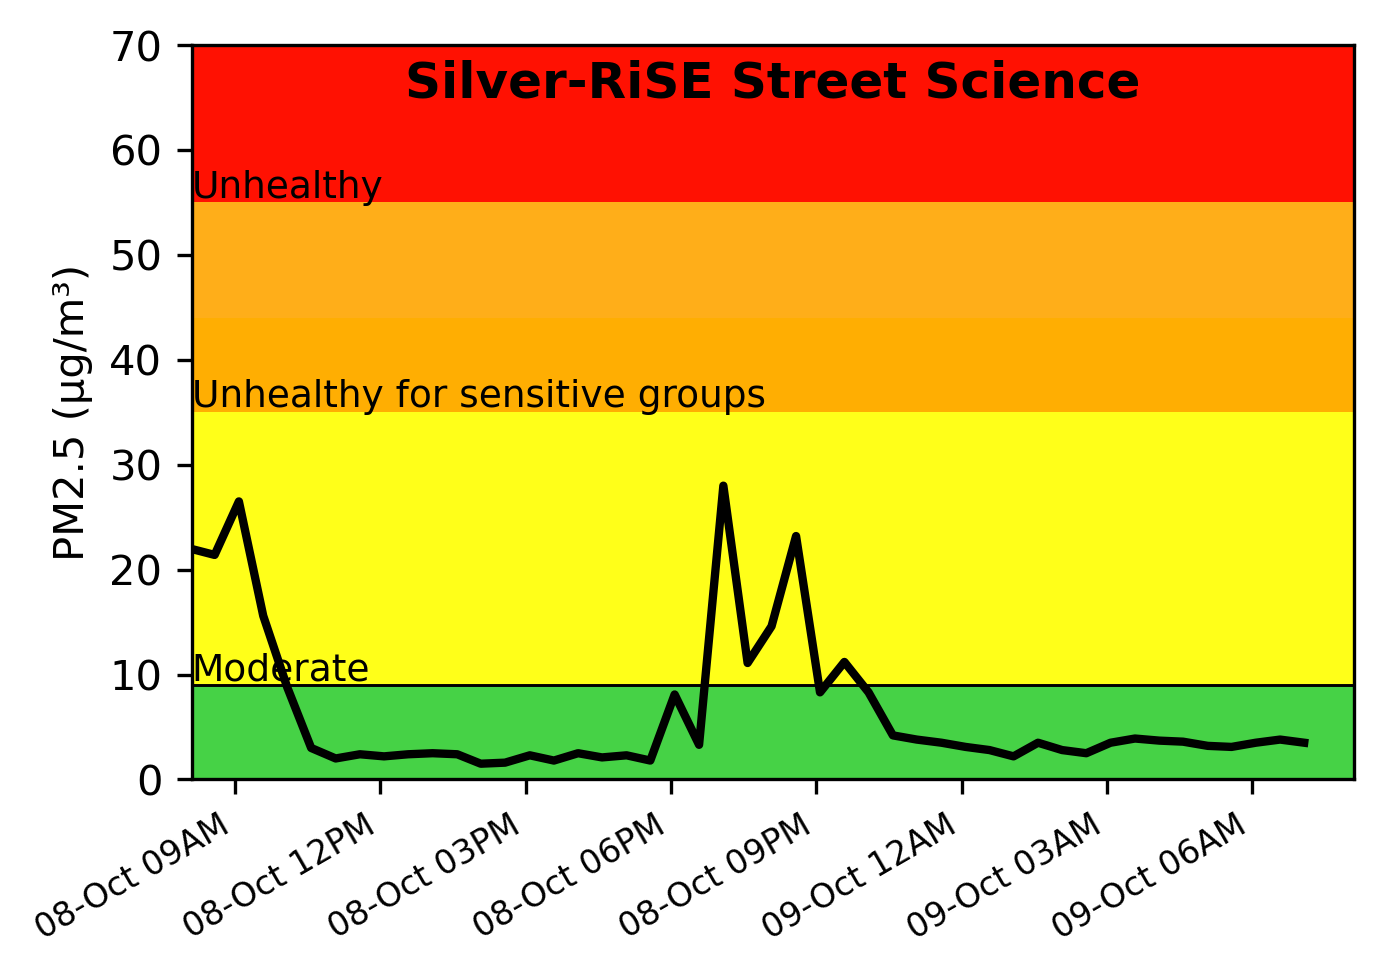 Silver-RiSE Street Science
70
60
50
40
30
20
10
0
PM2.5 (μg/m³)
Unhealthy
Unhealthy for sensitive groups
Moderate
08-Oct 09AM
08-Oct 12PM
08-Oct 03PM
08-Oct 06PM
08-Oct 09PM
09-Oct 12AM
09-Oct 03AM
09-Oct 06AM